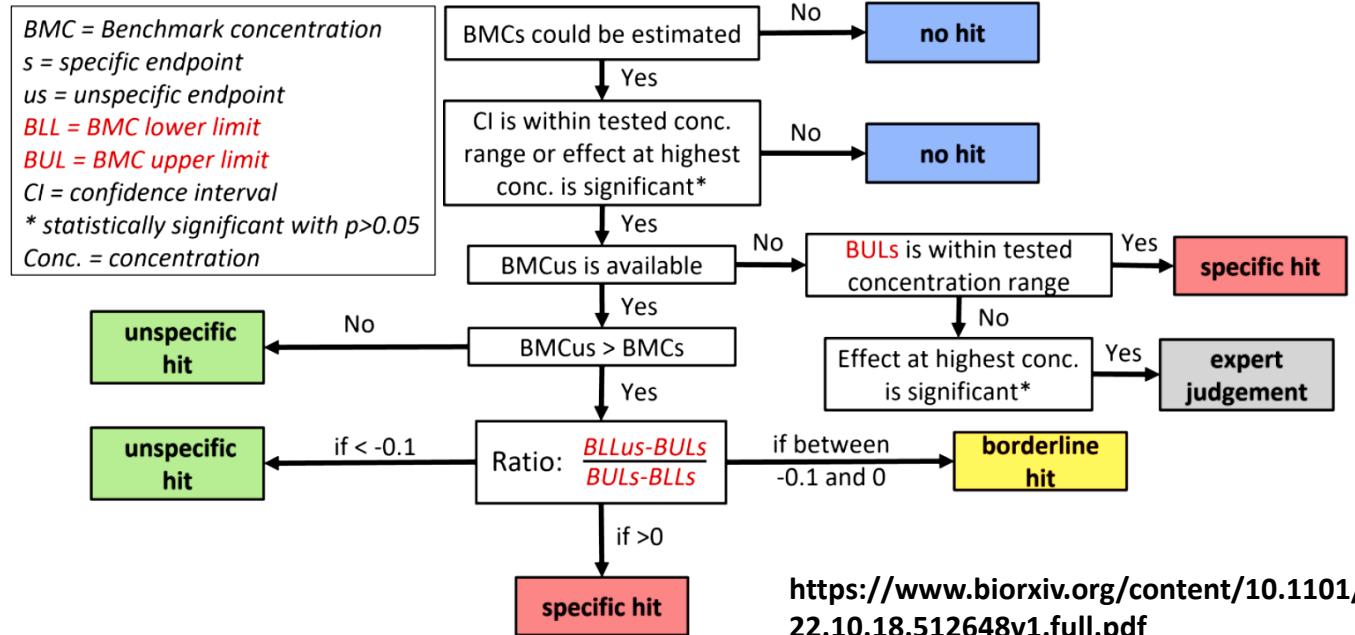 BMC = Benchmark concentration
s = specific endpoint
us = unspecific endpoint
BLL = BMC lower limit
BUL = BMC upper limit
CI = confidence interval
* statistically significant with p>0.05
Conc. = concentration
BMCs could be estimated
No
no hit
Yes
CI is within tested conc.
range or effect at highest
conc. is significant*
No
no hit
Yes
BMCus is available
No
BULs is within tested
concentration range
Yes
specific hit
Yes
No
BMCus > BMCs
No
unspecific
hit
Effect at highest conc.
is significant*
Yes
expert
judgement
Yes
Ratio:
BLLus-BULs
BULs-BLLs
if < -0.1
unspecific
hit
if between
-0.1 and 0
borderline
hit
if >0
specific hit
https://www.biorxiv.org/content/10.1101/
22.10.18.512648v1.full.pdf